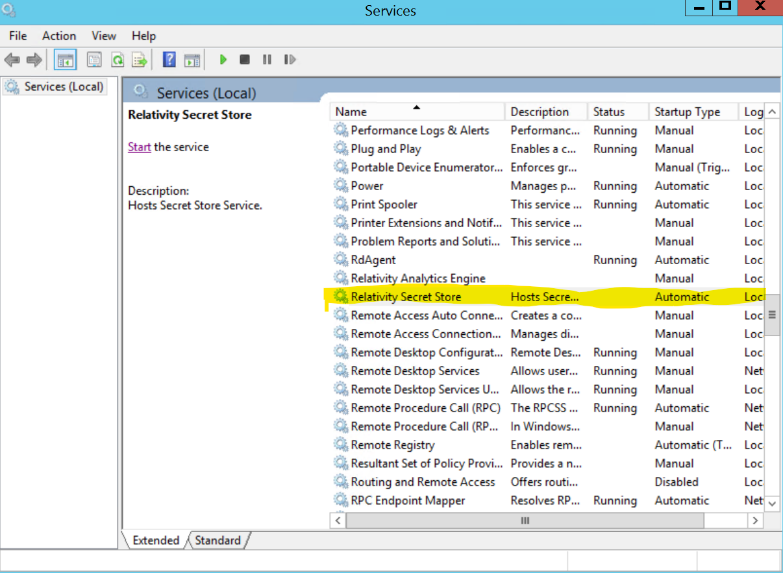 Services
File Action View Help
Services (Local)
Services (Local)
Relativity Secret Store
Start the service
Description:
Hosts Secret Store Service.
Name Description Status Startup Type Log
Performance Logs & Alerts Performanc... Running Manual Loc
Plug and Play Enables a c... Running Manual Loc
Portable Device Enumerator... Enforces gr... Manual (Trig... Loc
Power Manages p... Running Automatic Loc
Print Spooler This service ... Running Automatic Loc
Printer Extensions and Notif... This service ... Manual Loc
Problem Reports and Soluti... This service ... Manual Loc
RdAgent Running Automatic Loc
Relativity Analytics Engine Manual Loc
Relativity Secret Store Hosts Secre... Automatic Loc
Remote Access Auto Conne... Creates a co... Manual Loc
Remote Access Connection... Manages di... Manual Loc
Remote Desktop Configurat... Remote Des... Running Manual Loc
Remote Desktop Services Allows user... Running Manual Net
Remote Desktop Services U... Allows the r... Running Manual Loc
Remote Procedure Call (RPC) The RPCSS ... Running Automatic Net
Remote Procedure Call (RP... In Windows... Manual Net
Remote Registry Enables rem... Automatic (T... Loc
Resultant Set of Policy Provi... Provides a n... Manual Loc
Routing and Remote Access Offers routi... Disabled Loc
RPC Endpoint Mapper Resolves RP... Running Automatic Net
Extended Standard